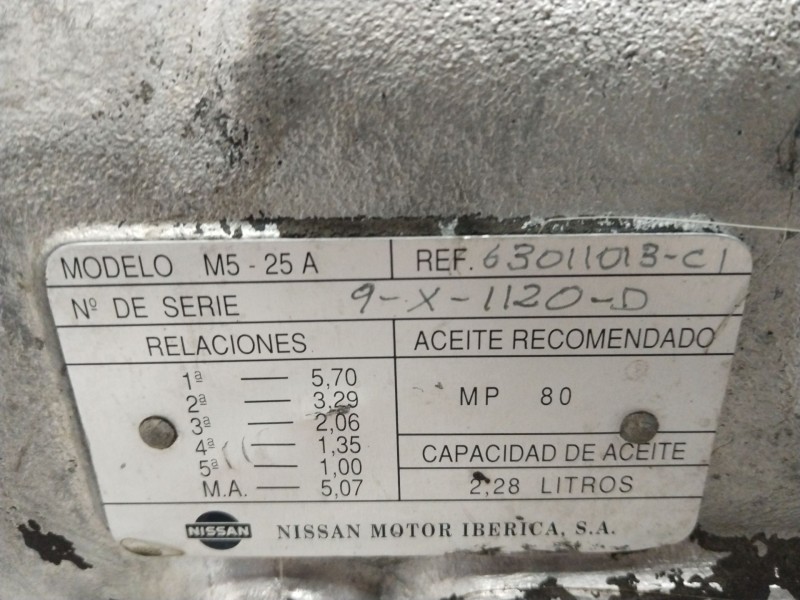 MODELO M5 - 25 A
REF. 63011013-C1
Nº DE SERIE 9-X-1120-D
RELACIONES
1ª — 5,70
2ª — 3,29
3ª — 2,06
4ª — 1,35
5ª — 1,00
M.A. — 5,07
ACEITE RECOMENDADO
MP 80
CAPACIDAD DE ACEITE
2,28 LITROS
NISSAN NISSAN MOTOR IBERICA, S.A.